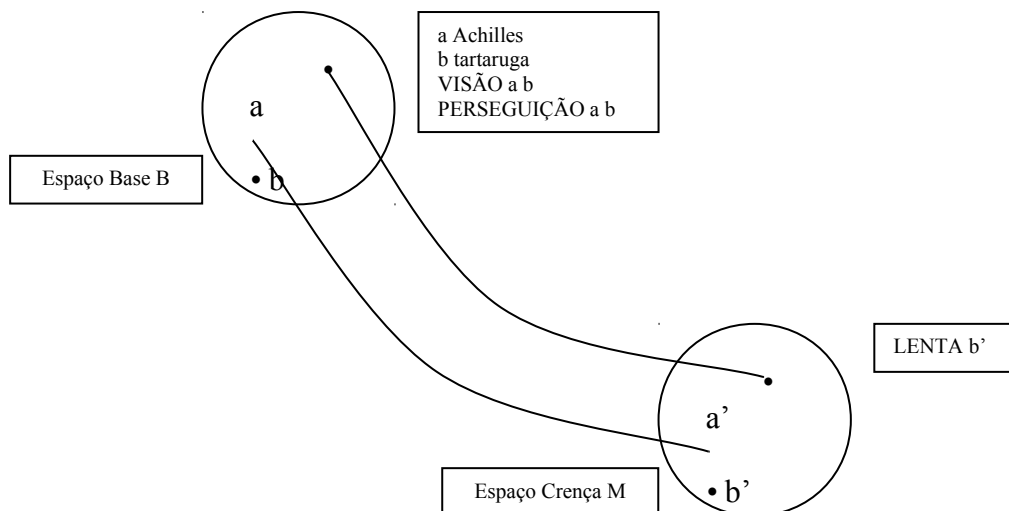 a Achilles
b tartaruga
VISÃO a b
PERSEGUIÇÃO a b
a
Espaço Base B
b
LENTA b’
a’
Espaço Crença M
b’